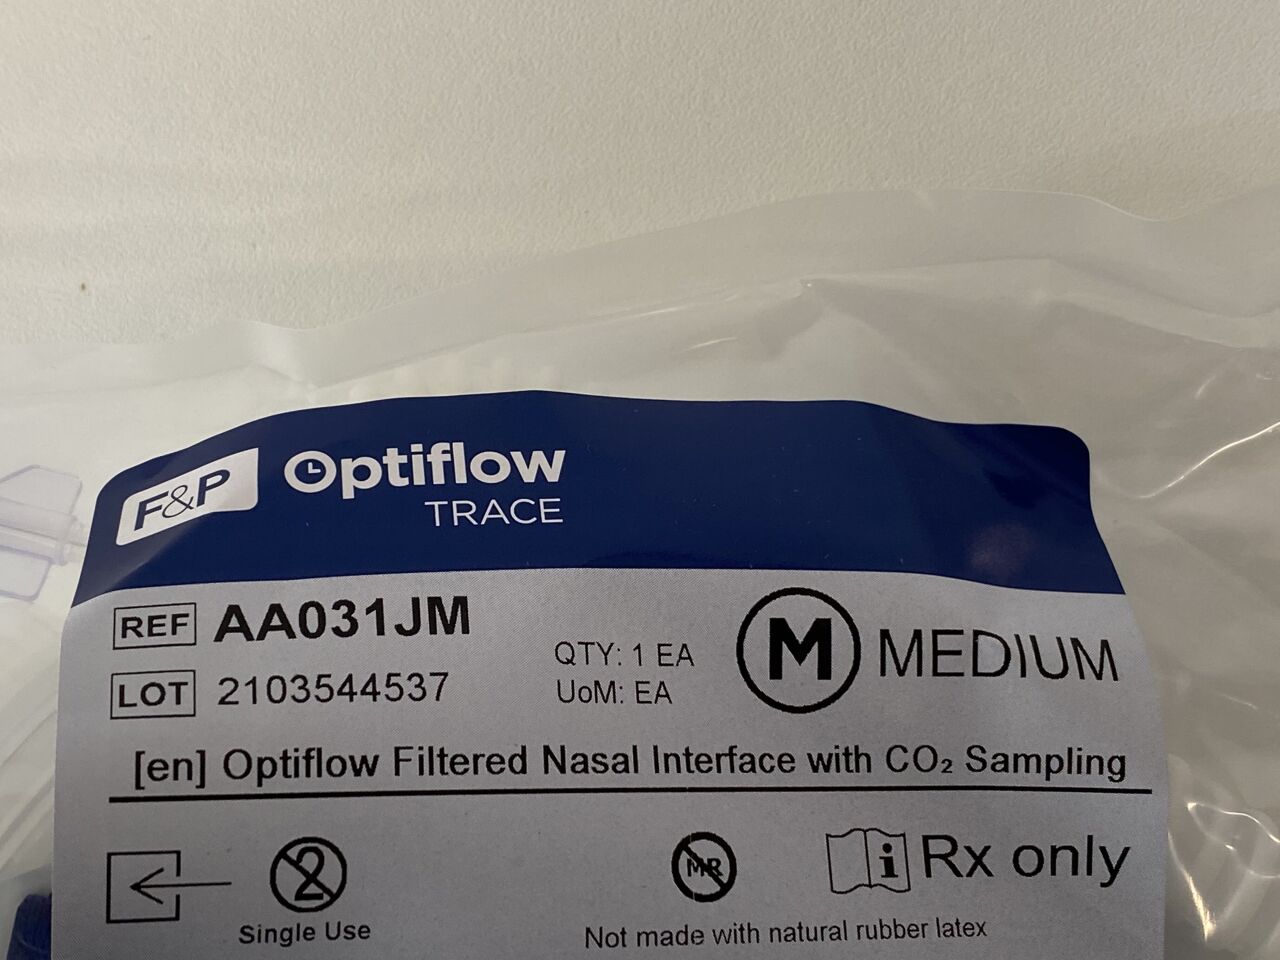 F&P Optiflow
TRACE
REF AA031JM
LOT 2103544537
QTY: 1 EA
UoM: EA
M MEDIUM
[en] Optiflow Filtered Nasal Interface with CO₂ Sampling
2 MR i Rx only
Single Use
Not made with natural rubber latex